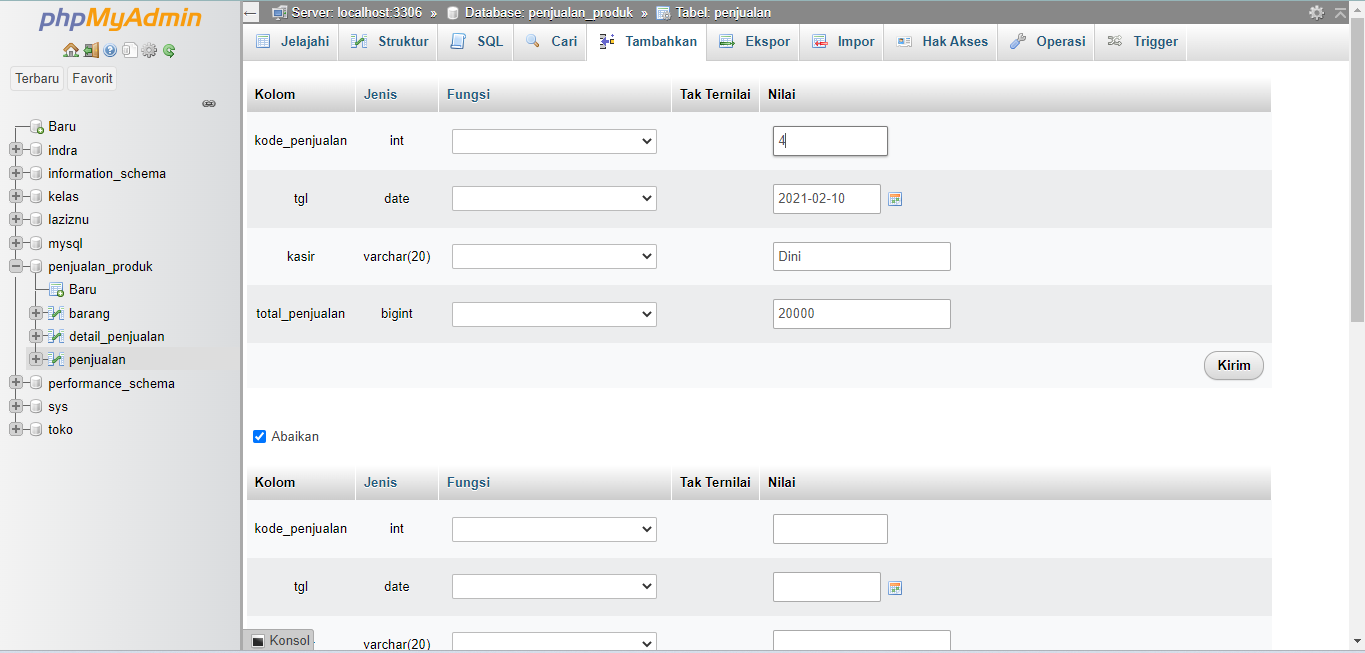 phpMyAdmin
Terbaru Favorit
Baru
indra
information_schema
kelas
laziznu
mysql
penjualan_produk
Baru
barang
detail_penjualan
penjualan
performance_schema
sys
toko
Server: localhost:3306 » Database: penjualan_produk » Tabel: penjualan
Jelajahi Struktur SQL Cari Tambahkan Ekspor Impor Hak Akses Operasi Trigger
Kolom Jenis Fungsi Tak Ternilai Nilai
kode_penjualan int 4
tgl date 2021-02-10
kasir varchar(20) Dini
total_penjualan bigint 20000
Kirim
Abaikan
Kolom Jenis Fungsi Tak Ternilai Nilai
kode_penjualan int
tgl date
varchar(20)
Konsol